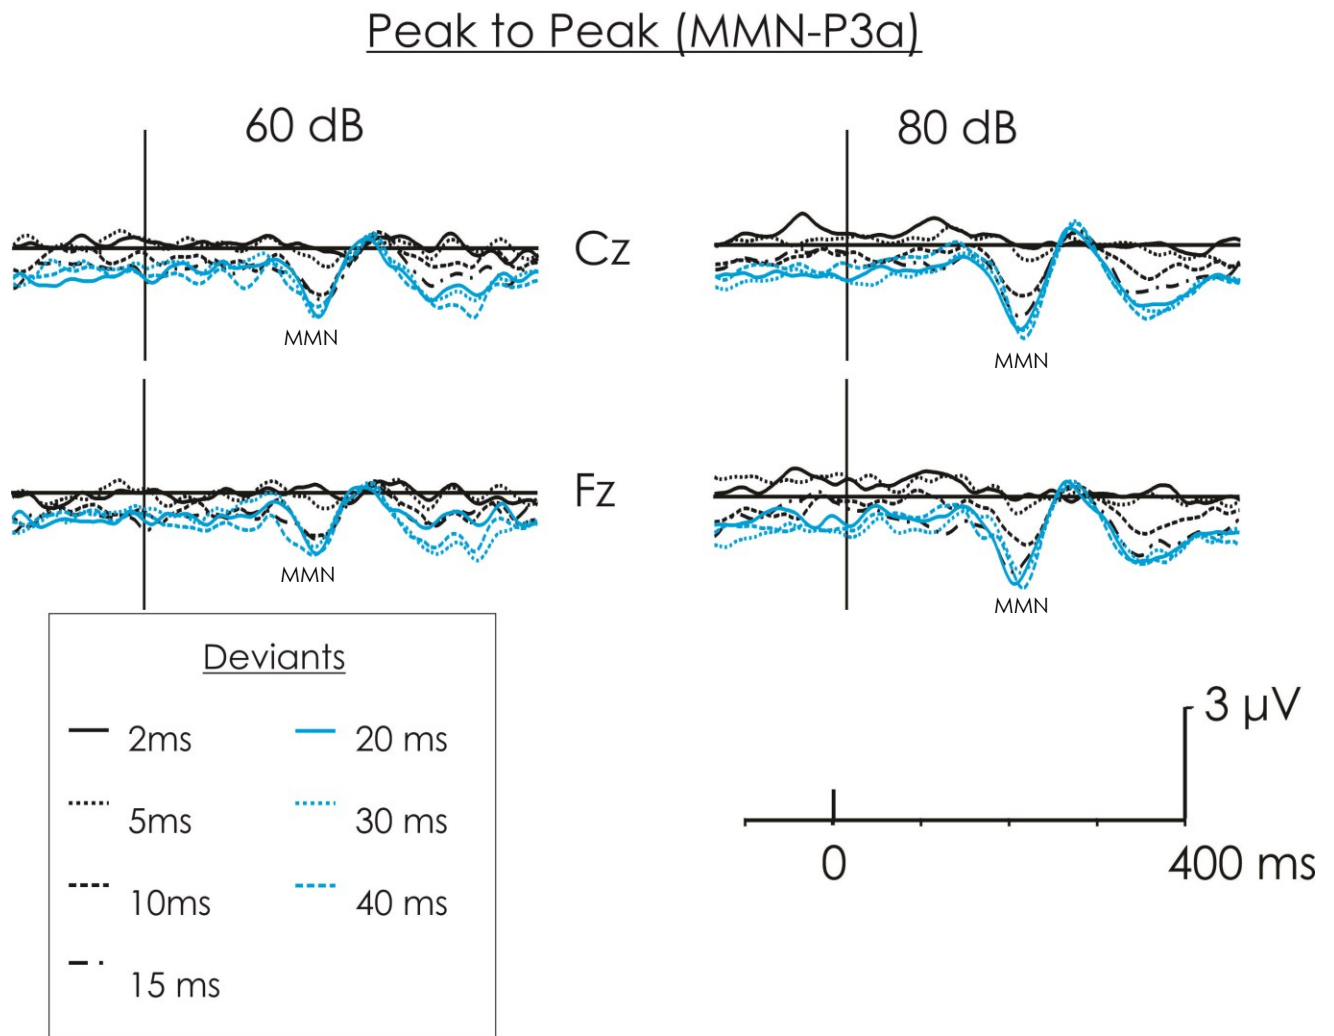 Peak to Peak (MMN-P3a)
60 dB
80 dB
Cz
MMN
MMN
Fz
MMN
MMN
Deviants
2ms
20 ms
5ms
30 ms
10ms
40 ms
15 ms
3 µV
0
400 ms